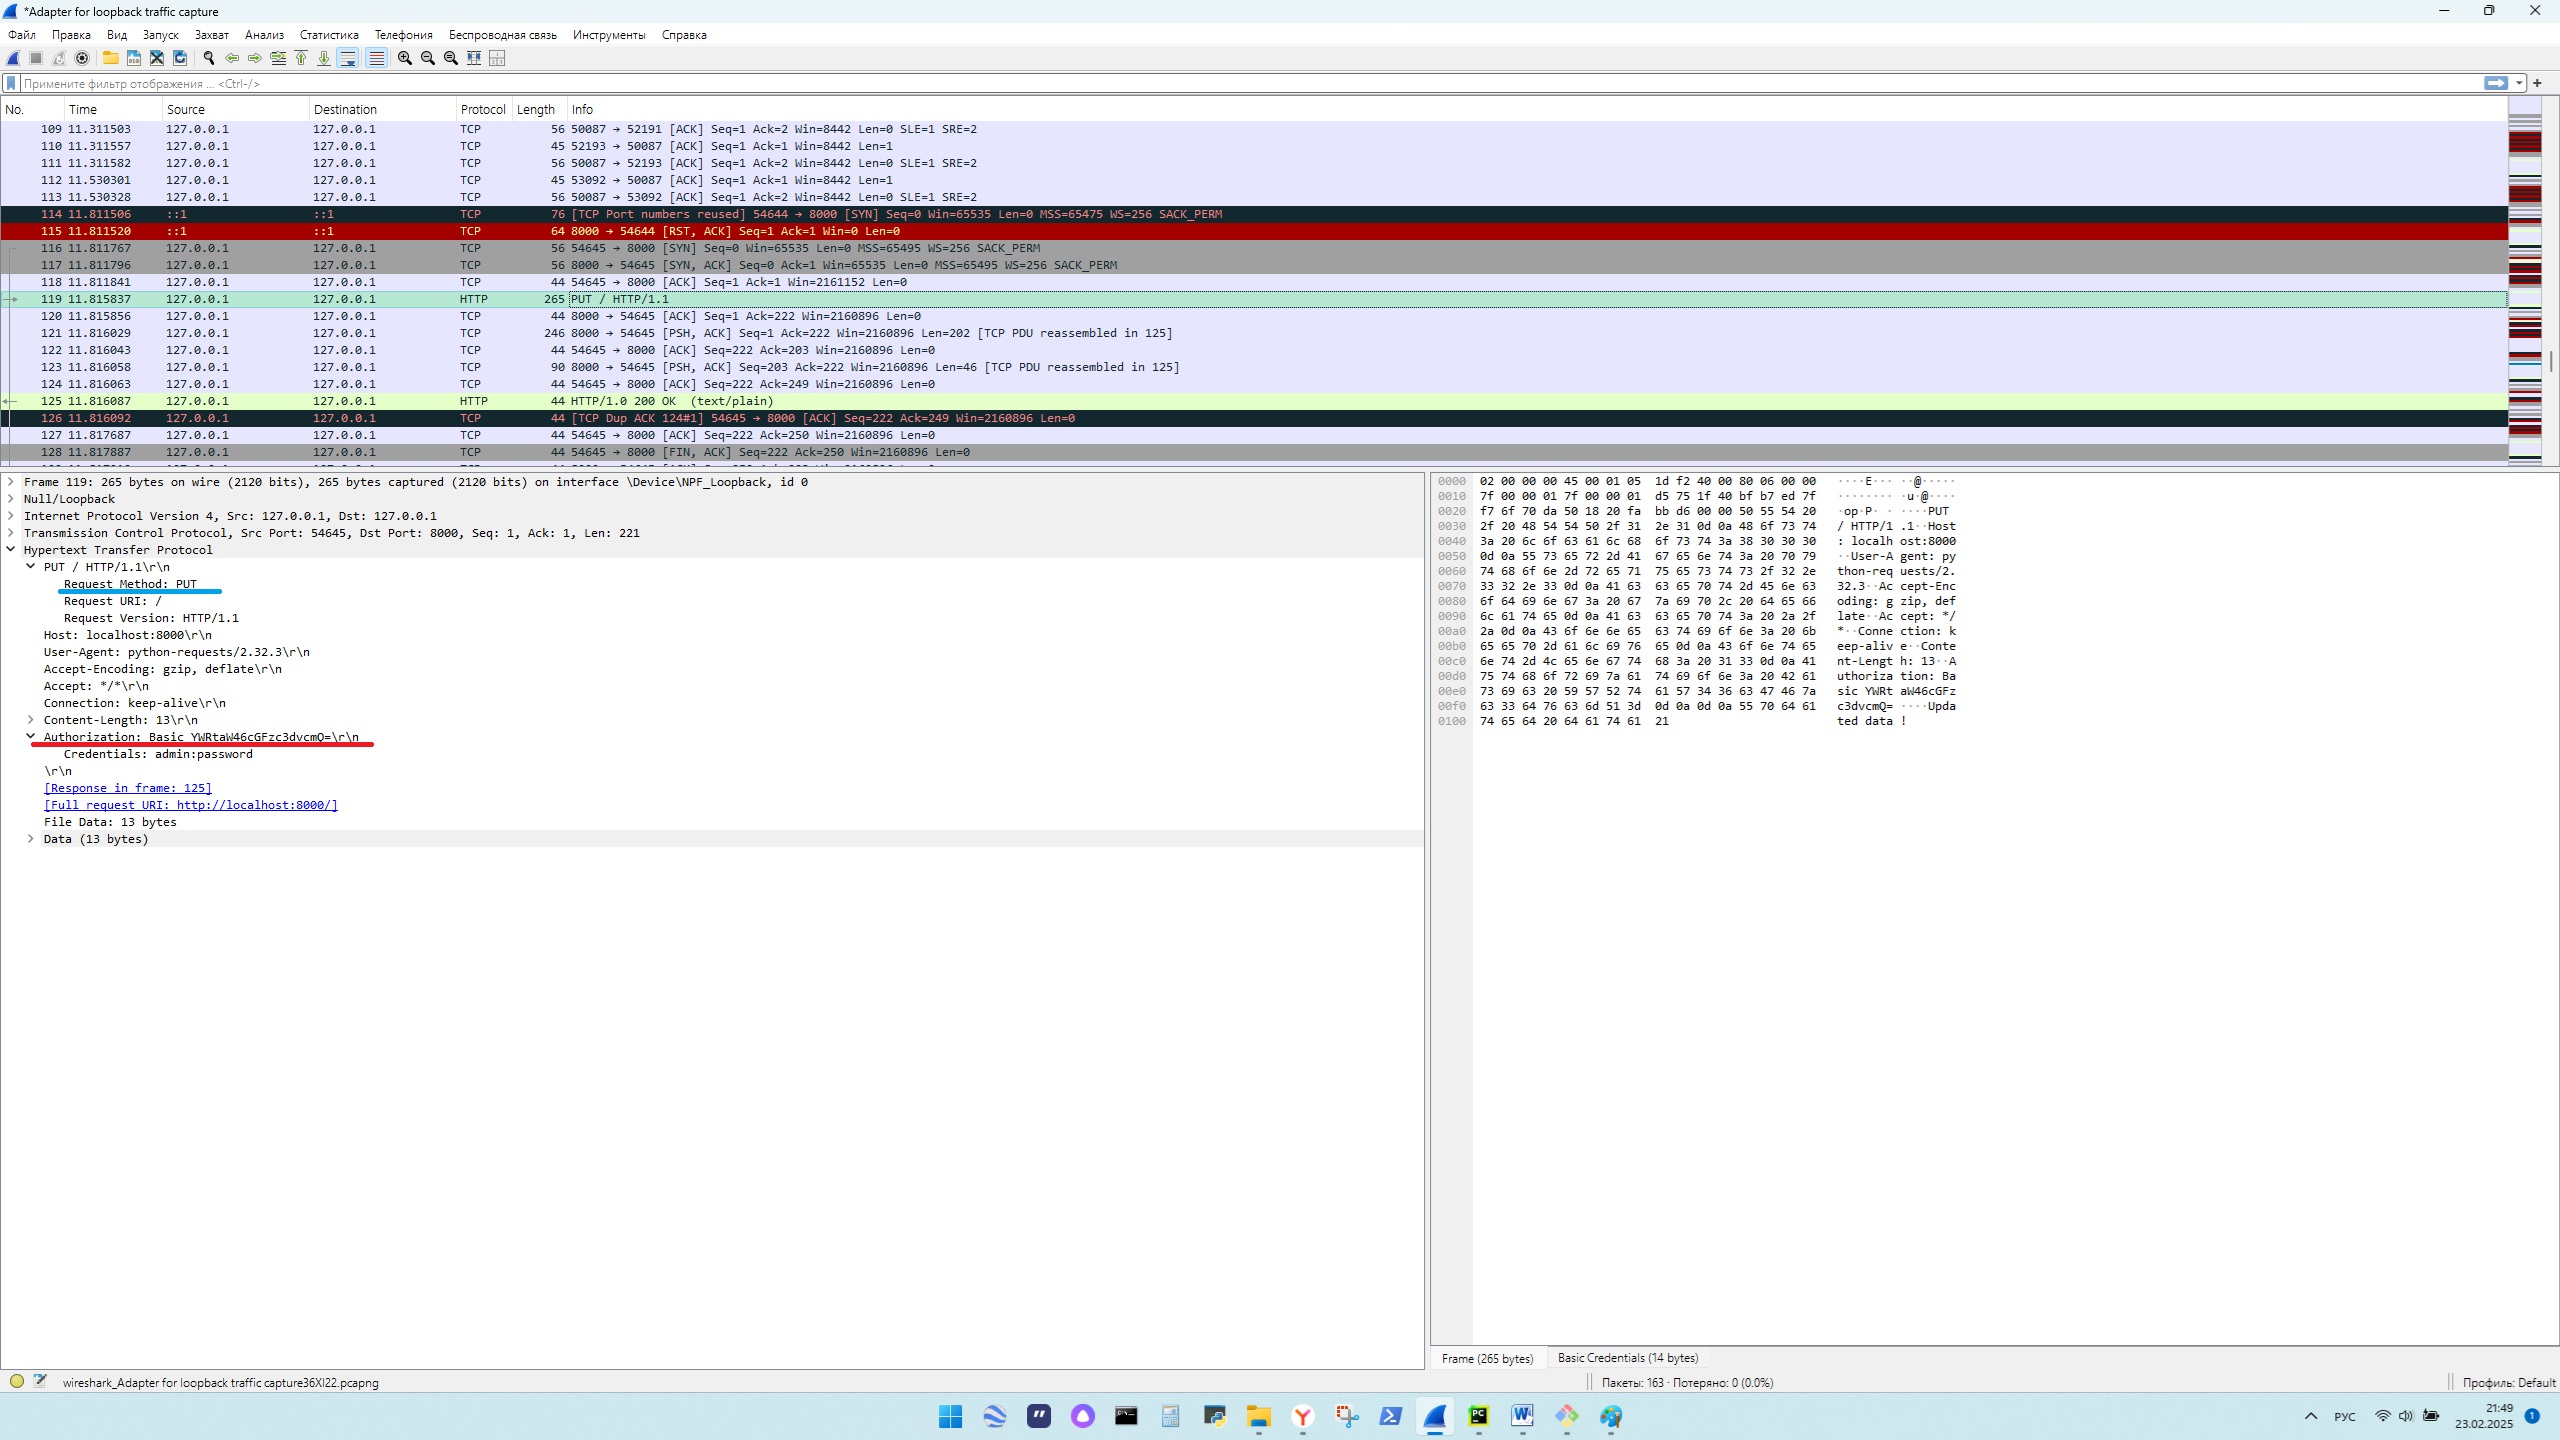 *Adapter for loopback traffic capture
Файл Правка Вид Запуск Захват Анализ Статистика Телефония Беспроводная связь Инструменты Справка
Примените фильтр отображения ... <Ctrl-/>
No. Time Source Destination Protocol Length Info
109 11.311503 127.0.0.1 127.0.0.1 TCP 56 50087 → 52191 [ACK] Seq=1 Ack=2 Win=8442 Len=0 SLE=1 SRE=2
110 11.311557 127.0.0.1 127.0.0.1 TCP 45 52193 → 50087 [ACK] Seq=1 Ack=1 Win=8442 Len=1
111 11.311582 127.0.0.1 127.0.0.1 TCP 56 50087 → 52193 [ACK] Seq=1 Ack=2 Win=8442 Len=0 SLE=1 SRE=2
112 11.530301 127.0.0.1 127.0.0.1 TCP 45 53092 → 50087 [ACK] Seq=1 Ack=1 Win=8442 Len=1
113 11.530328 127.0.0.1 127.0.0.1 TCP 56 50087 → 53092 [ACK] Seq=1 Ack=2 Win=8442 Len=0 SLE=1 SRE=2
114 11.811506 ::1 ::1 TCP 76 [TCP Port numbers reused] 54644 → 8000 [SYN] Seq=0 Win=65535 Len=0 MSS=65475 WS=256 SACK_PERM
115 11.811520 ::1 ::1 TCP 64 8000 → 54644 [RST, ACK] Seq=1 Ack=1 Win=0 Len=0
116 11.811767 127.0.0.1 127.0.0.1 TCP 56 54645 → 8000 [SYN] Seq=0 Win=65535 Len=0 MSS=65495 WS=256 SACK_PERM
117 11.811796 127.0.0.1 127.0.0.1 TCP 56 8000 → 54645 [SYN, ACK] Seq=0 Ack=1 Win=65535 Len=0 MSS=65495 WS=256 SACK_PERM
118 11.811841 127.0.0.1 127.0.0.1 TCP 44 54645 → 8000 [ACK] Seq=1 Ack=1 Win=2161152 Len=0
119 11.815837 127.0.0.1 127.0.0.1 HTTP 265 PUT / HTTP/1.1
120 11.815856 127.0.0.1 127.0.0.1 TCP 44 8000 → 54645 [ACK] Seq=1 Ack=222 Win=2160896 Len=0
121 11.816029 127.0.0.1 127.0.0.1 TCP 246 8000 → 54645 [PSH, ACK] Seq=1 Ack=222 Win=2160896 Len=202 [TCP PDU reassembled in 125]
122 11.816043 127.0.0.1 127.0.0.1 TCP 44 54645 → 8000 [ACK] Seq=222 Ack=203 Win=2160896 Len=0
123 11.816058 127.0.0.1 127.0.0.1 TCP 90 8000 → 54645 [PSH, ACK] Seq=203 Ack=222 Win=2160896 Len=46 [TCP PDU reassembled in 125]
124 11.816063 127.0.0.1 127.0.0.1 TCP 44 54645 → 8000 [ACK] Seq=222 Ack=249 Win=2160896 Len=0
125 11.816087 127.0.0.1 127.0.0.1 HTTP 44 HTTP/1.0 200 OK (text/plain)
126 11.816092 127.0.0.1 127.0.0.1 TCP 44 [TCP Dup ACK 124#1] 54645 → 8000 [ACK] Seq=222 Ack=249 Win=2160896 Len=0
127 11.817687 127.0.0.1 127.0.0.1 TCP 44 54645 → 8000 [ACK] Seq=222 Ack=250 Win=2160896 Len=0
128 11.817887 127.0.0.1 127.0.0.1 TCP 44 54645 → 8000 [FIN, ACK] Seq=222 Ack=250 Win=2160896 Len=0
Frame 119: 265 bytes on wire (2120 bits), 265 bytes captured (2120 bits) on interface \Device\NPF_Loopback, id 0
Null/Loopback
Internet Protocol Version 4, Src: 127.0.0.1, Dst: 127.0.0.1
Transmission Control Protocol, Src Port: 54645, Dst Port: 8000, Seq: 1, Ack: 1, Len: 221
Hypertext Transfer Protocol
PUT / HTTP/1.1\r\n
Request Method: PUT
Request URI: /
Request Version: HTTP/1.1
Host: localhost:8000\r\n
User-Agent: python-requests/2.32.3\r\n
Accept-Encoding: gzip, deflate\r\n
Accept: */*\r\n
Connection: keep-alive\r\n
Content-Length: 13\r\n
Authorization: Basic YWRtaW46cGFzc3dvcmQ=\r\n
Credentials: admin:password
\r\n
[Response in frame: 125]
[Full request URI: http://localhost:8000/]
File Data: 13 bytes
Data (13 bytes)
0000 02 00 00 00 45 00 01 05 1d f2 40 00 80 06 00 00 ····E··· ··@·····
0010 7f 00 00 01 7f 00 00 01 d5 75 1f 40 bf b7 ed 7f ········ ·u·@····
0020 f7 6f 70 da 50 18 20 fa bb d6 00 00 50 55 54 20 ·op·P· · ····PUT
0030 2f 20 48 54 54 50 2f 31 2e 31 0d 0a 48 6f 73 74 / HTTP/1 .1··Host
0040 3a 20 6c 6f 63 61 6c 68 6f 73 74 3a 38 30 30 30 : localh ost:8000
0050 0d 0a 55 73 65 72 2d 41 67 65 6e 74 3a 20 70 79 ··User-A gent: py
0060 74 68 6f 6e 2d 72 65 71 75 65 73 74 73 2f 32 2e thon-req uests/2.
0070 33 32 2e 33 0d 0a 41 63 63 65 70 74 2d 45 6e 63 32.3··Ac cept-Enc
0080 6f 64 69 6e 67 3a 20 67 7a 69 70 2c 20 64 65 66 oding: g zip, def
0090 6c 61 74 65 0d 0a 41 63 63 65 70 74 3a 20 2a 2f late··Ac cept: */
00a0 2a 0d 0a 43 6f 6e 6e 65 63 74 69 6f 6e 3a 20 6b *··Conne ction: k
00b0 65 65 70 2d 61 6c 69 76 65 0d 0a 43 6f 6e 74 65 eep-aliv e··Conte
00c0 6e 74 2d 4c 65 6e 67 74 68 3a 20 31 33 0d 0a 41 nt-Lengt h: 13··A
00d0 75 74 68 6f 72 69 7a 61 74 69 6f 6e 3a 20 42 61 uthoriza tion: Ba
00e0 73 69 63 20 59 57 52 74 61 57 34 36 63 47 46 7a sic YWRt aW46cGFz
00f0 63 33 64 76 63 6d 51 3d 0d 0a 0d 0a 55 70 64 61 c3dvcmQ= ····Upda
0100 74 65 64 20 64 61 74 61 21 ted data !
Frame (265 bytes) Basic Credentials (14 bytes)
wireshark_Adapter for loopback traffic capture36XI22.pcapng Пакеты: 163 · Потеряно: 0 (0.0%) Профиль: Default
РУС 21:49
23.02.2025 1